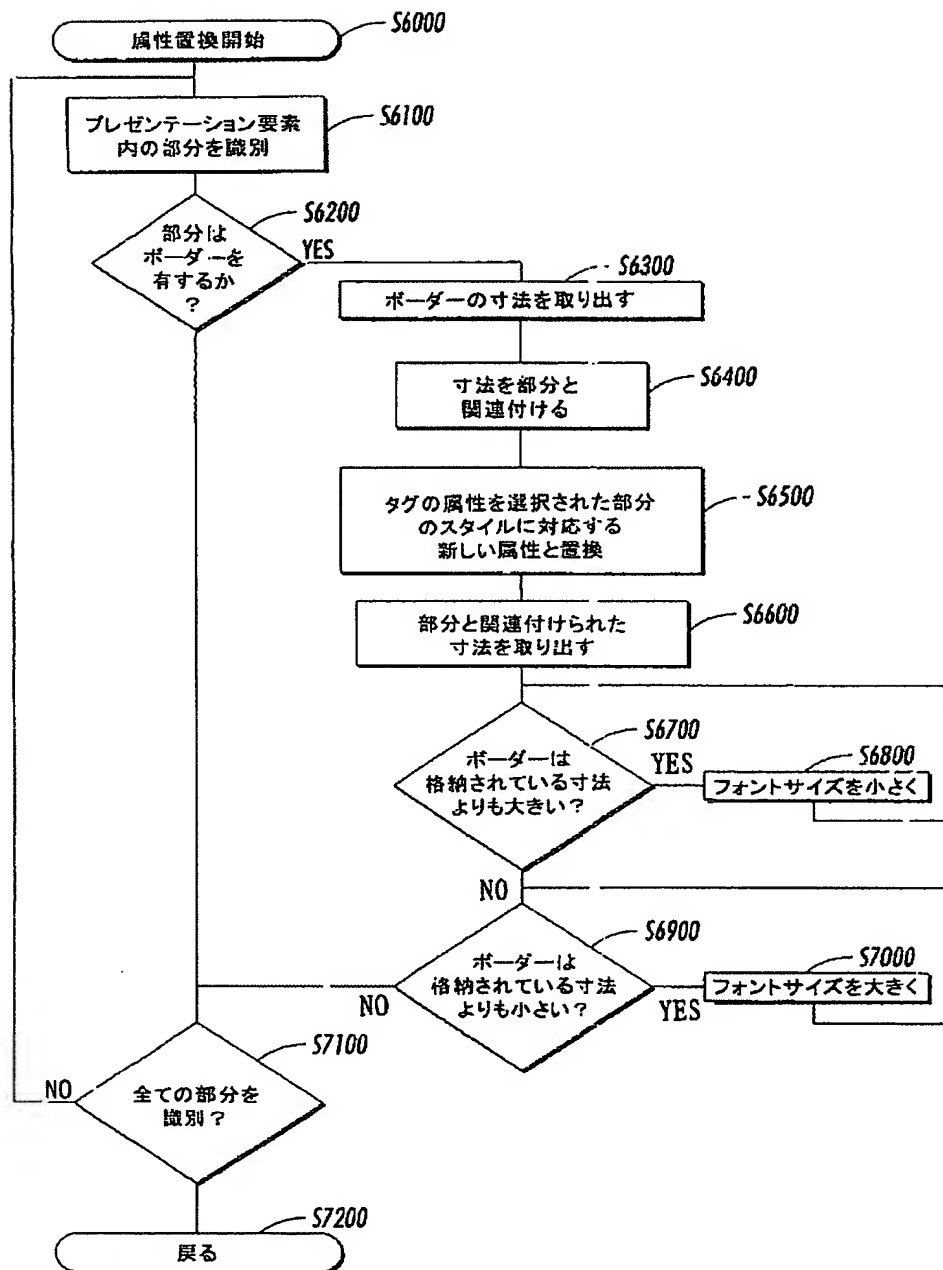 属性置換開始
S6000
プレゼンテーション要素
内の部分を識別
S6100
部分は
ボーダーを
有するか
?
S6200
YES
S6300
ボーダーの寸法を取り出す
寸法を部分と
関連付ける
S6400
タグの属性を選択された部分
のスタイルに対応する
新しい属性と置換
S6500
部分と関連付けられた
寸法を取り出す
S6600
ボーダーは
格納されている寸法
よりも大きい?
S6700
YES
S6800
フォントサイズを小さく
NO
ボーダーは
格納されている寸法
よりも小さい?
S6900
NO
YES
S7000
フォントサイズを大きく
全ての部分を
識別?
S7100
NO
戻る
S7200